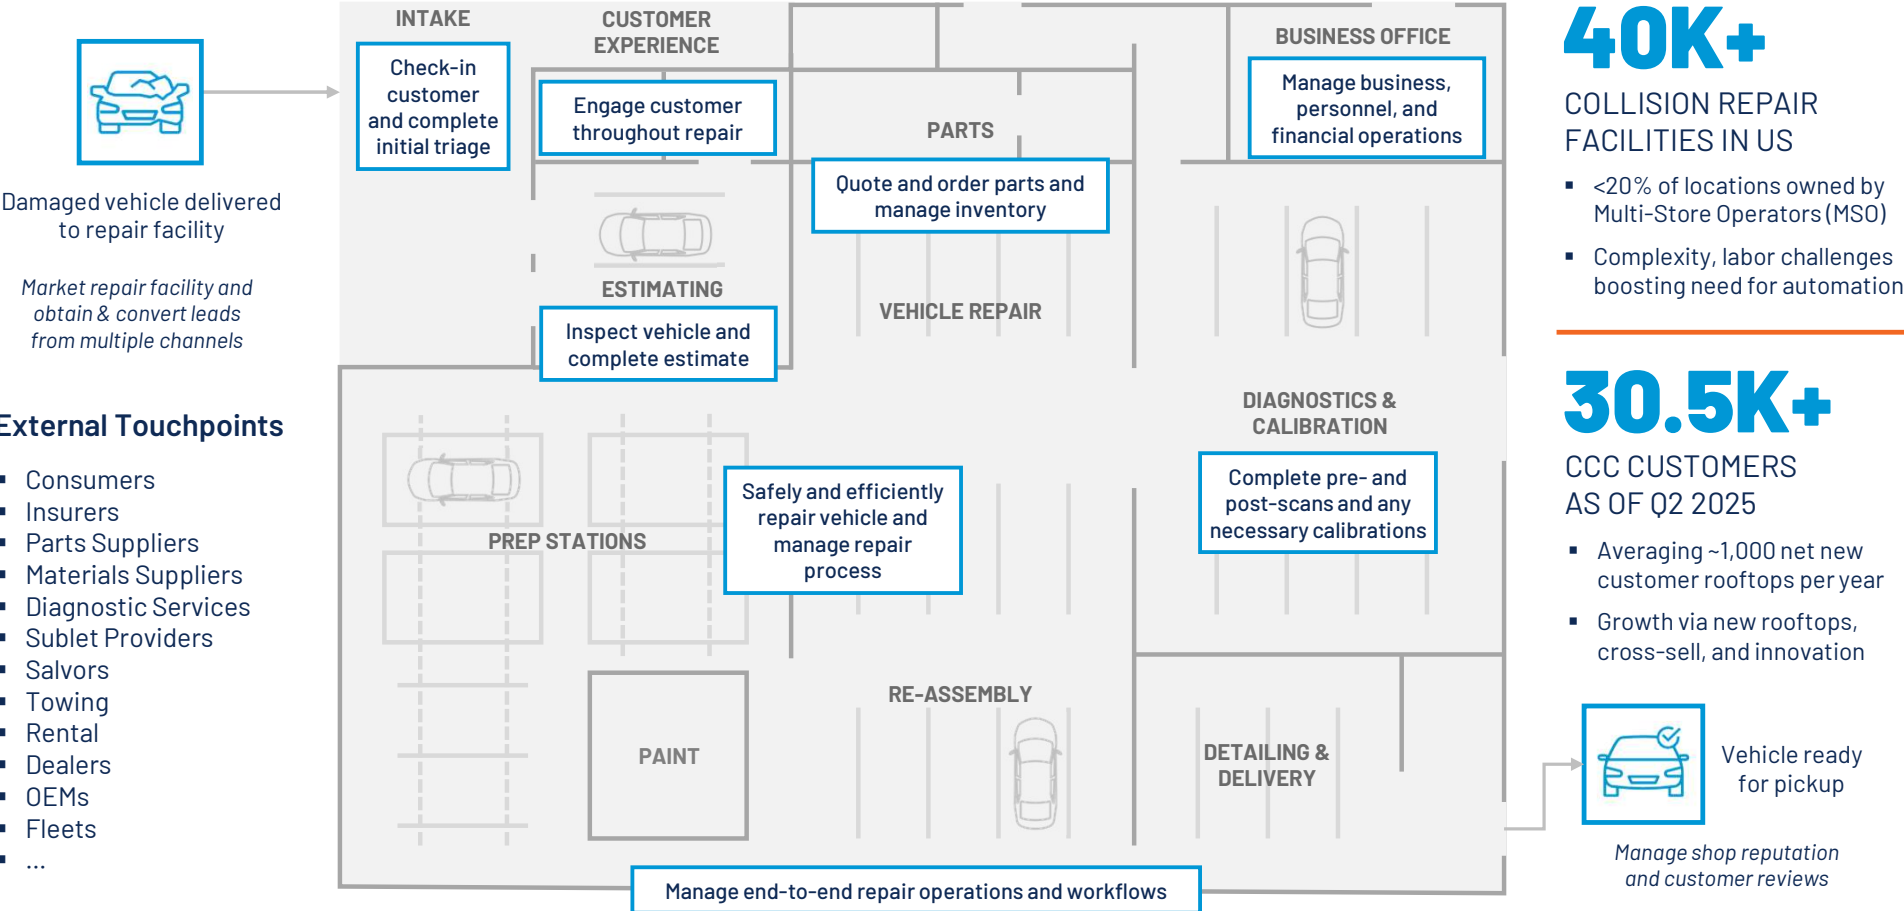 Damaged vehicle delivered
to repair facility
Market repair facility and
obtain & convert leads
from multiple channels
External Touchpoints
▪ Consumers
▪ Insurers
▪ Parts Suppliers
▪ Materials Suppliers
▪ Diagnostic Services
▪ Sublet Providers
▪ Salvors
▪ Towing
▪ Rental
▪ Dealers
▪ OEMs
▪ Fleets
▪ ...
INTAKE
Check-in
customer
and complete
initial triage
CUSTOMER
EXPERIENCE
Engage customer
throughout repair
ESTIMATING
Inspect vehicle and
complete estimate
PARTS
Quote and order parts and
manage inventory
VEHICLE REPAIR
BUSINESS OFFICE
Manage business,
personnel, and
financial operations
DIAGNOSTICS &
CALIBRATION
Complete pre- and
post-scans and any
necessary calibrations
PREP STATIONS
Safely and efficiently
repair vehicle and
manage repair
process
PAINT
RE-ASSEMBLY
DETAILING &
DELIVERY
Manage end-to-end repair operations and workflows
40K+
COLLISION REPAIR
FACILITIES IN US
▪ <20% of locations owned by
Multi-Store Operators (MSO)
▪ Complexity, labor challenges
boosting need for automation
30.5K+
CCC CUSTOMERS
AS OF Q2 2025
▪ Averaging ~1,000 net new
customer rooftops per year
▪ Growth via new rooftops,
cross-sell, and innovation
Vehicle ready
for pickup
Manage shop reputation
and customer reviews